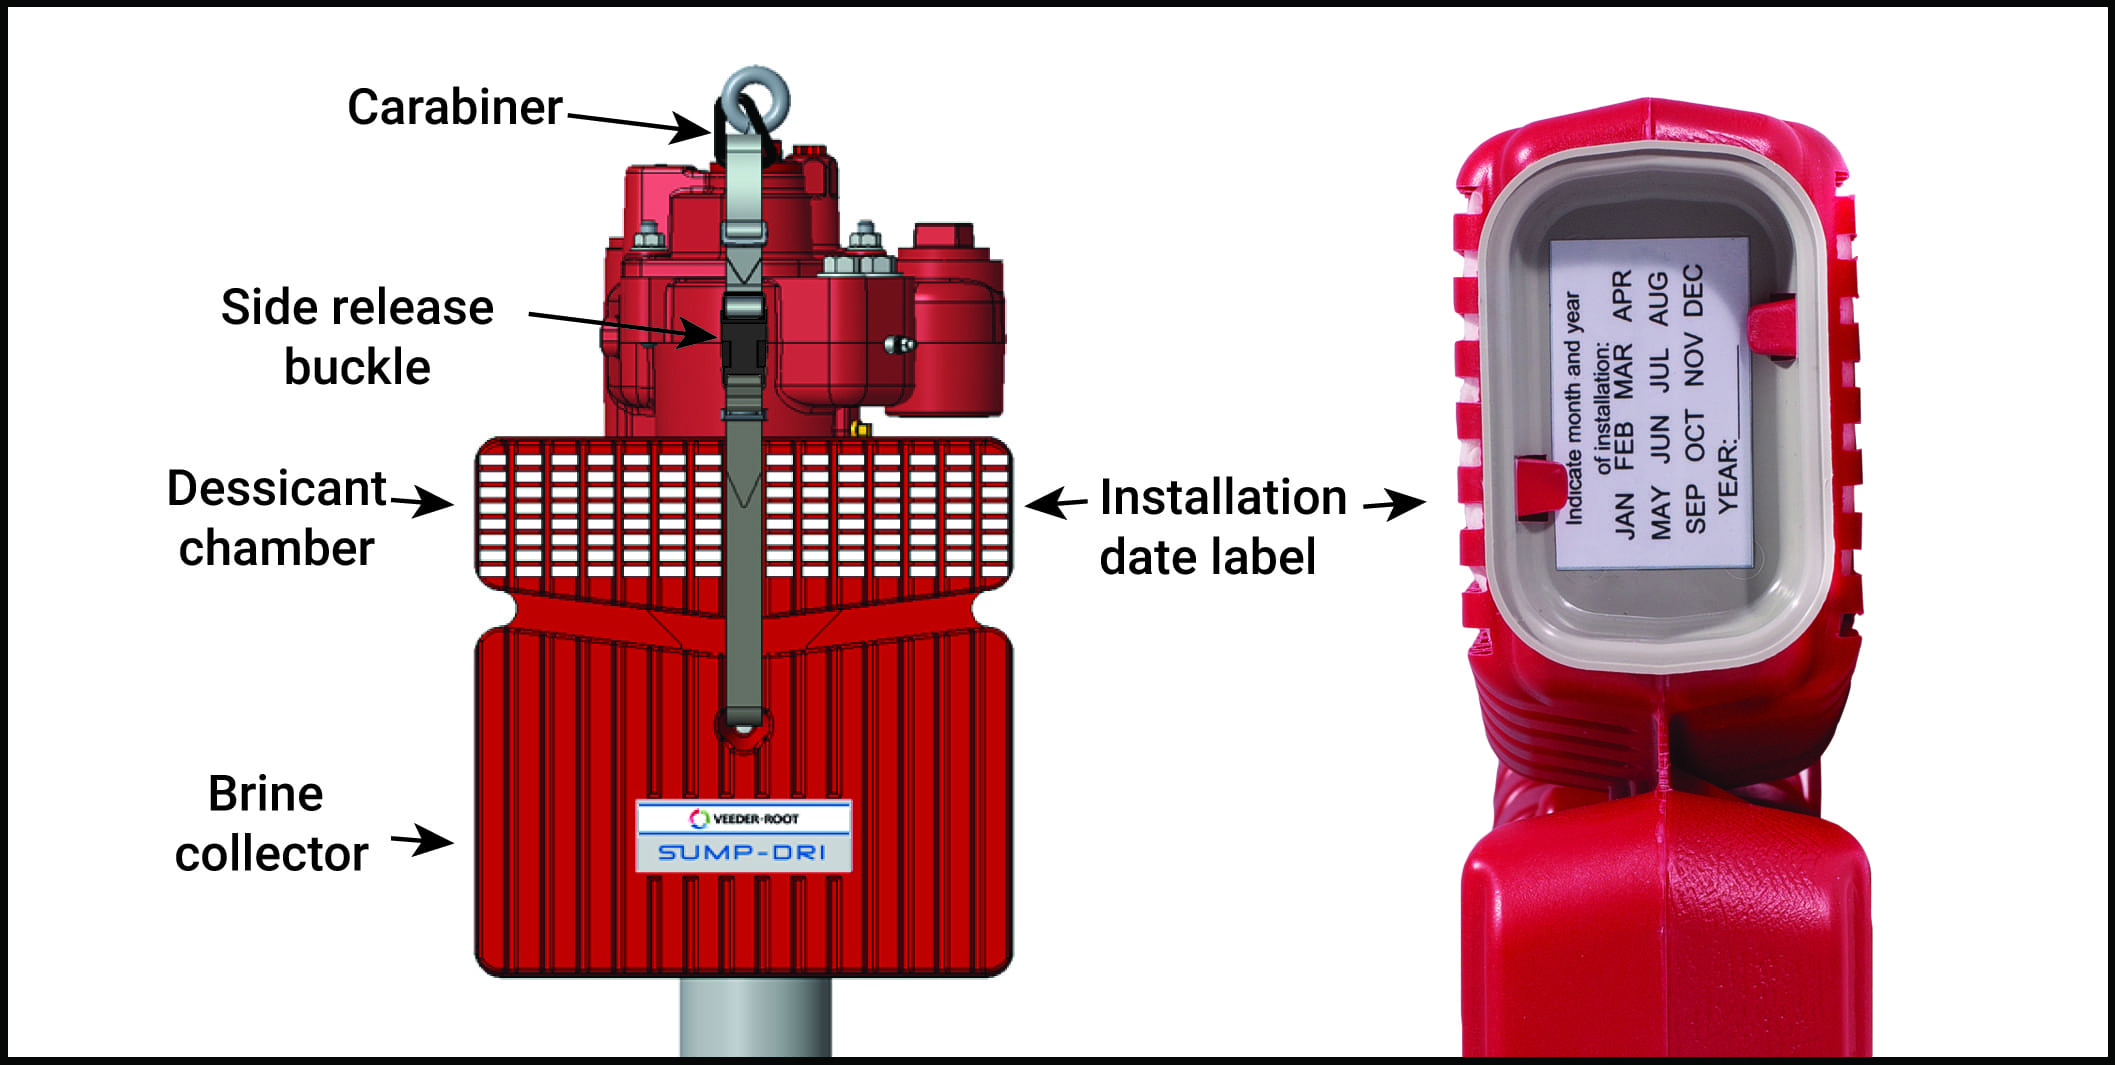 Carabiner
Side release
buckle
Dessicant
chamber
Brine
collector
VEEDER-ROOT
SUMP-DRI
Installation
date label
Indicate month and year
of installation:
JAN FEB MAR APR
MAY JUN JUL AUG
SEP OCT NOV DEC
YEAR: